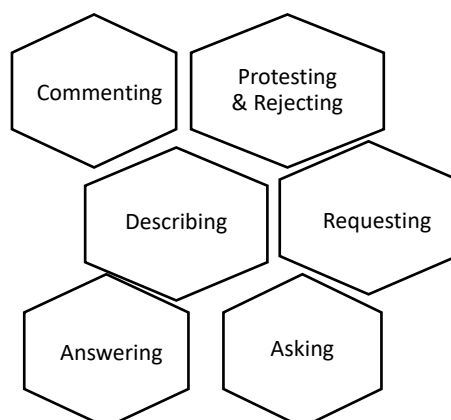 Commenting
Protesting
& Rejecting
Describing
Requesting
Answering
Asking